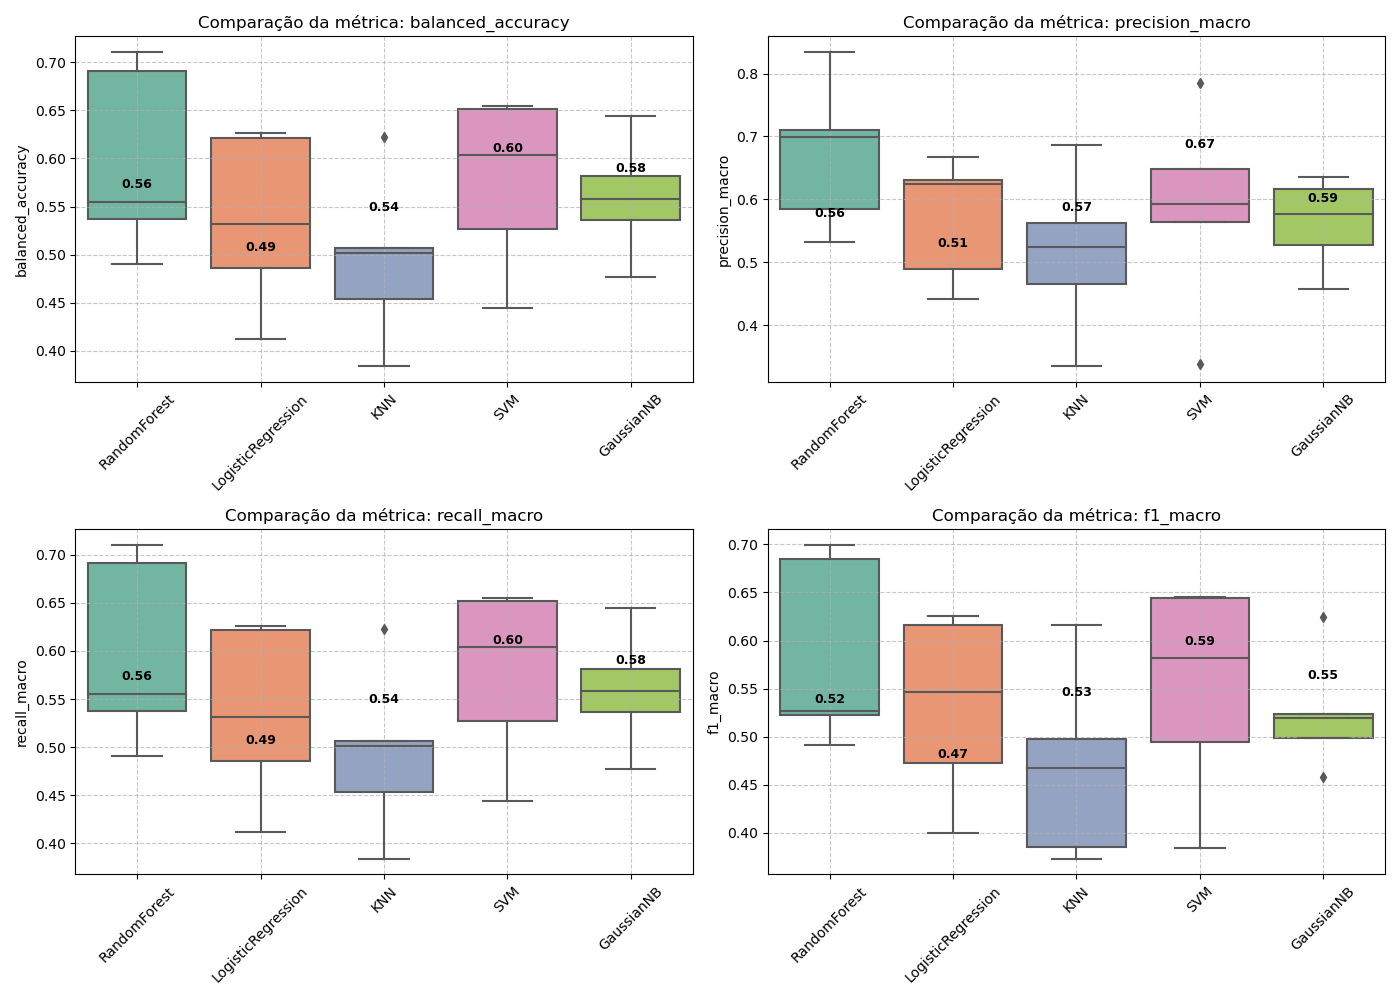 Comparação da métrica: balanced_accuracy
balanced_accuracy
0.70
0.65
0.60
0.55
0.50
0.45
0.40
0.56
0.49
0.54
0.60
0.58
RandomForest
LogisticRegression
KNN
SVM
GaussianNB
Comparação da métrica: precision_macro
precision_macro
0.8
0.7
0.6
0.5
0.4
0.56
0.51
0.57
0.67
0.59
RandomForest
LogisticRegression
KNN
SVM
GaussianNB
Comparação da métrica: recall_macro
recall_macro
0.70
0.65
0.60
0.55
0.50
0.45
0.40
0.56
0.49
0.54
0.60
0.58
RandomForest
LogisticRegression
KNN
SVM
GaussianNB
Comparação da métrica: f1_macro
f1_macro
0.70
0.65
0.60
0.55
0.50
0.45
0.40
0.52
0.47
0.53
0.59
0.55
RandomForest
LogisticRegression
KNN
SVM
GaussianNB